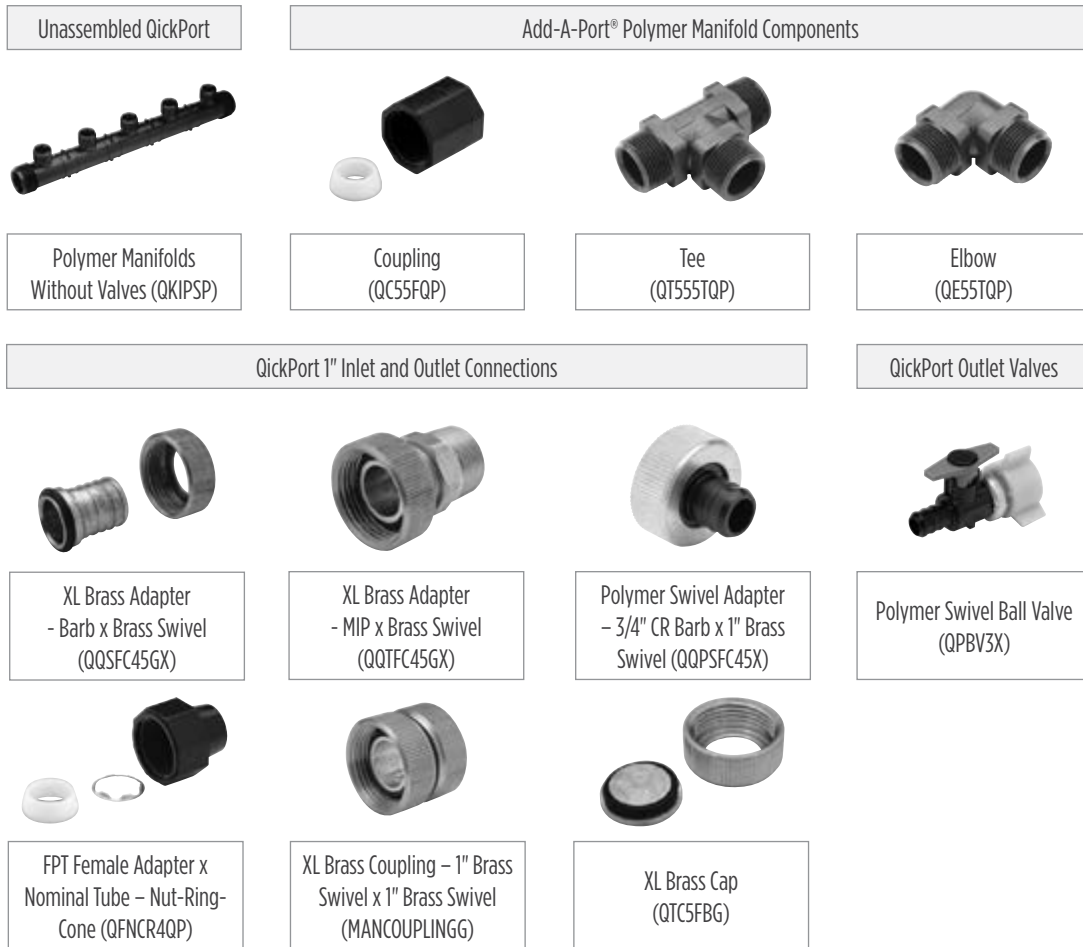 Unassembled QickPort
Add-A-Port® Polymer Manifold Components
Polymer Manifolds
Without Valves (QKIPSP)
Coupling
(QC55FQP)
Tee
(QT555TQP)
Elbow
(QE55TQP)
QickPort 1" Inlet and Outlet Connections
QickPort Outlet Valves
XL Brass Adapter
- Barb x Brass Swivel
(QQSFC45GX)
XL Brass Adapter
- MIP x Brass Swivel
(QQTFC45GX)
Polymer Swivel Adapter
– 3/4" CR Barb x 1" Brass
Swivel (QQPSFC45X)
Polymer Swivel Ball Valve
(QPBV3X)
FPT Female Adapter x
Nominal Tube – Nut-Ring-
Cone (QFNCR4QP)
XL Brass Coupling – 1" Brass
Swivel x 1" Brass Swivel
(MANCOUPLINGG)
XL Brass Cap
(QTC5FBG)